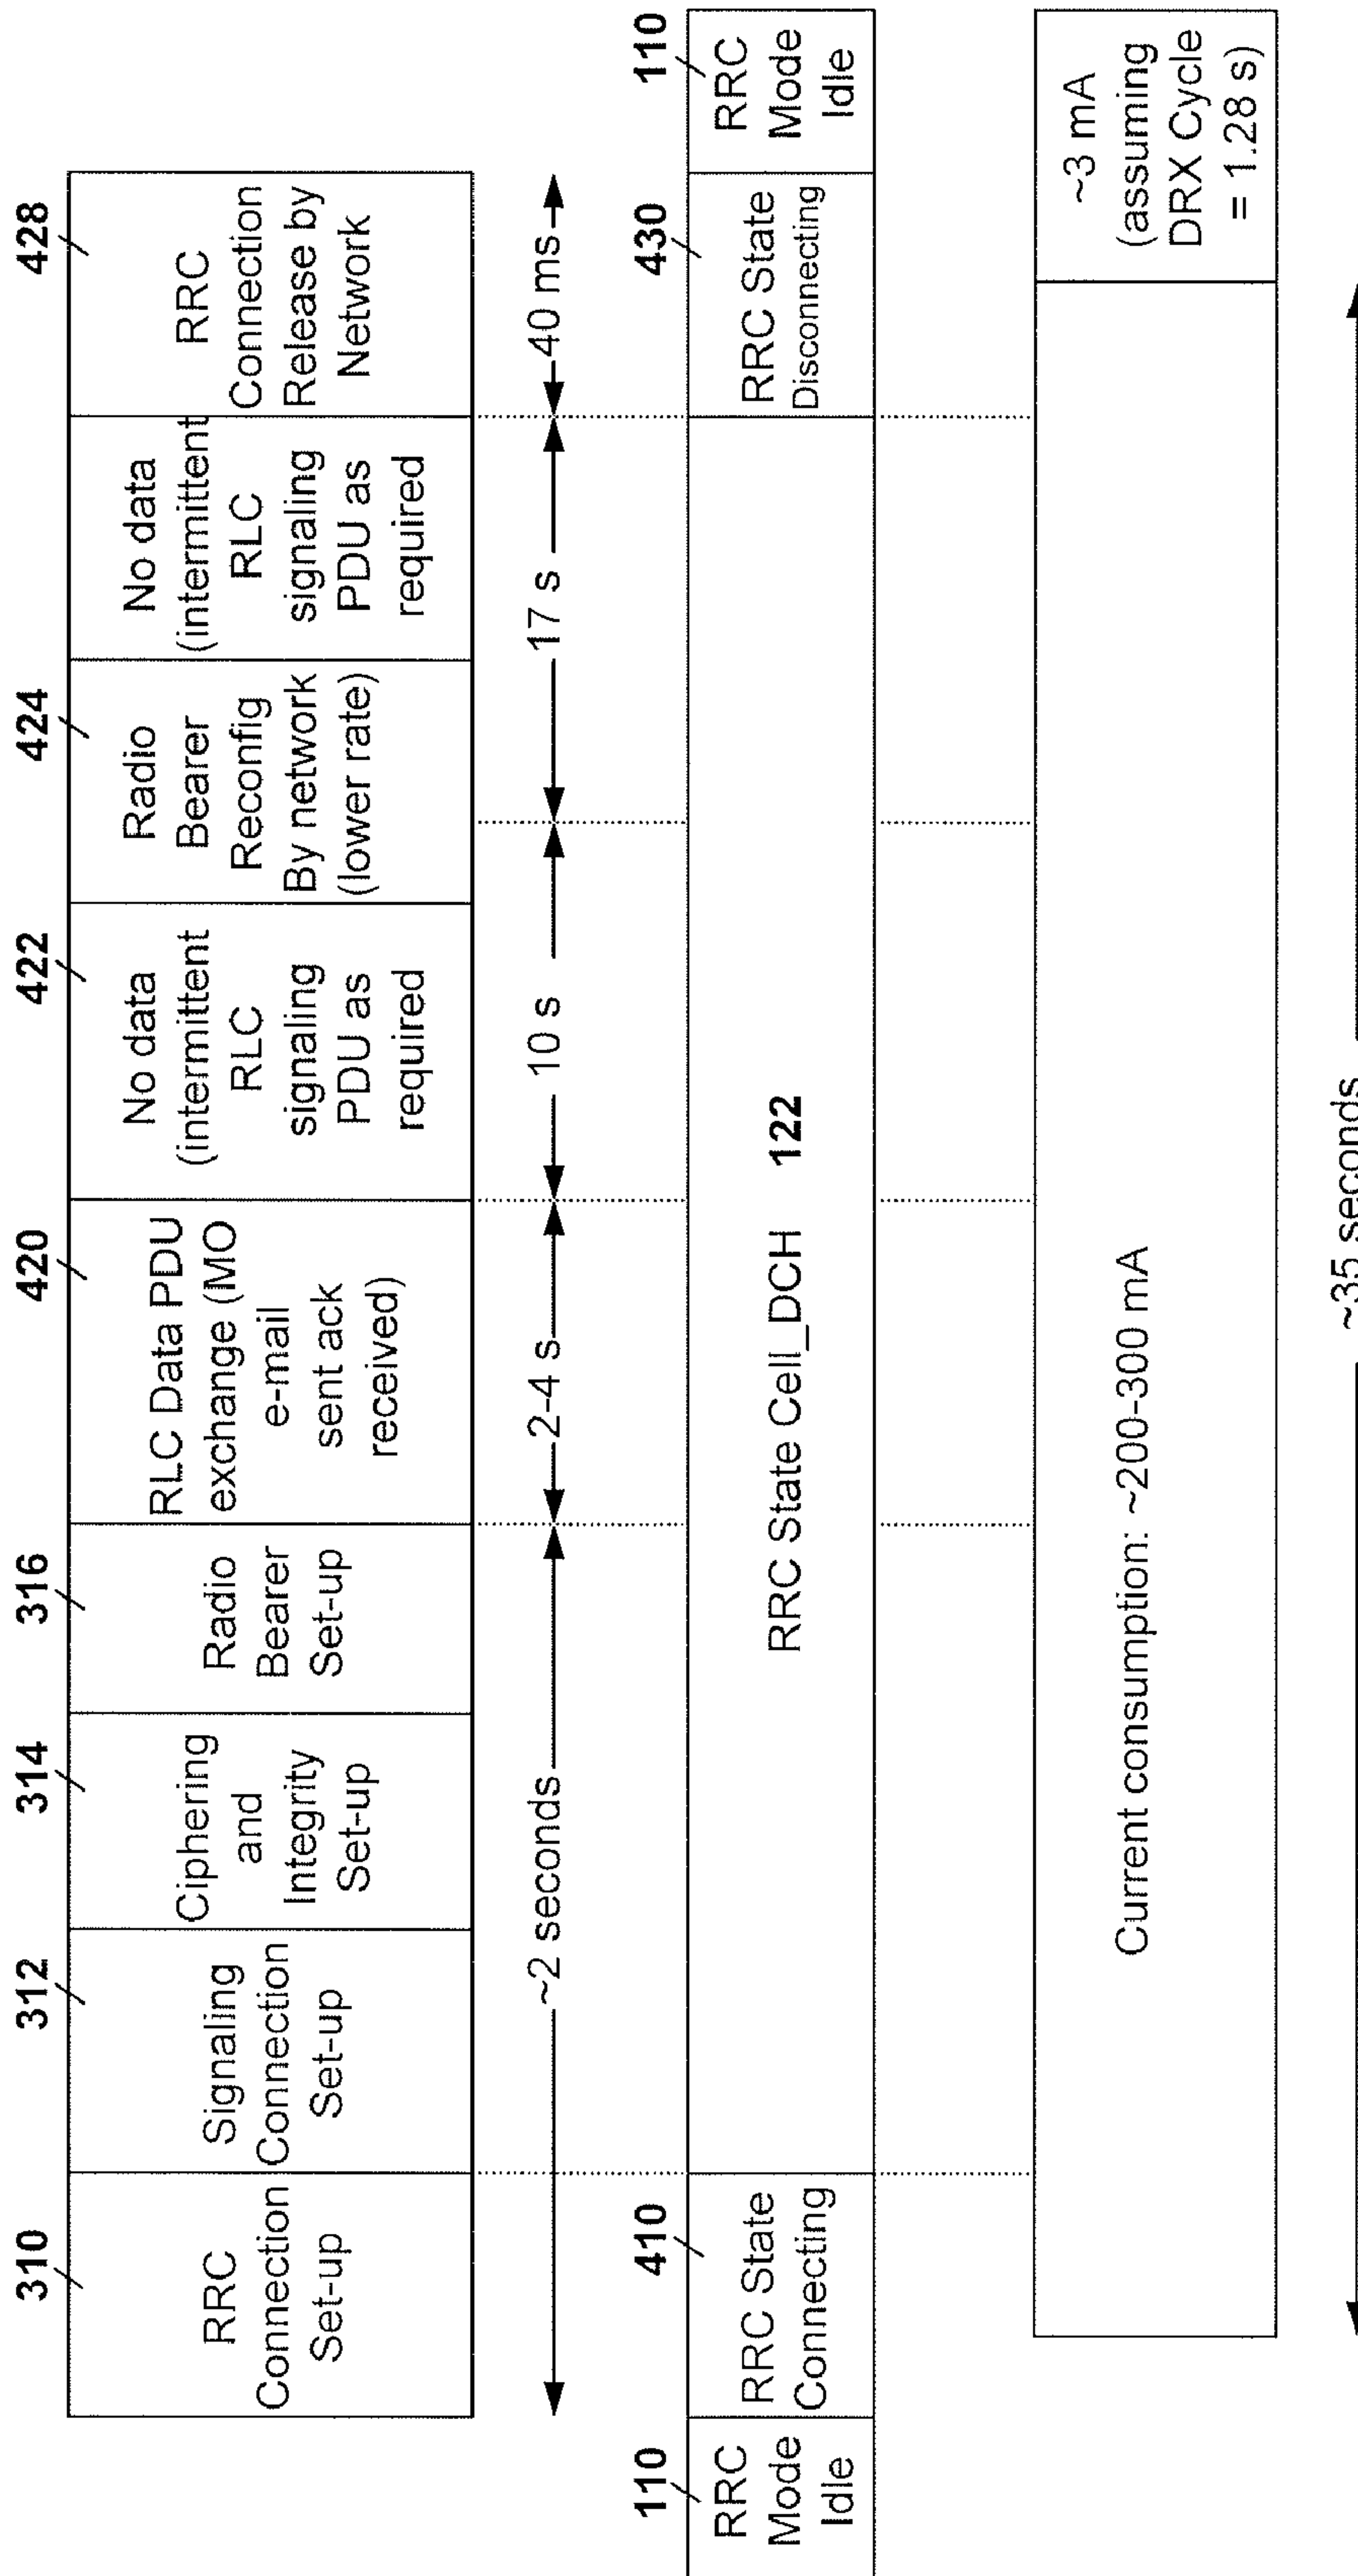 310
312
314
316
420
422
424
428
RRC
Connection
Set-up
Signaling
Connection
Set-up
Ciphering
and
Integrity
Set-up
Radio
Bearer
Set-up
RLC Data PDU
exchange (MO
e-mail
sent ack
received)
No data
(intermittent
RLC
signaling
PDU as
required
Radio
Bearer
Reconfig
By network
(lower rate)
No data
(intermittent
RLC
signaling
PDU as
required
RRC
Connection
Release by
Network
~2 seconds
2-4 s
10 s
17 s
40 ms
110
410
430
110
RRC
Mode
Idle
RRC State
Connecting
RRC State Cell_DCH 122
RRC State
Disconnecting
RRC
Mode
Idle
Current consumption: ~200-300 mA
~3 mA
(assuming
DRX Cycle
= 1.28 s)
~35 seconds